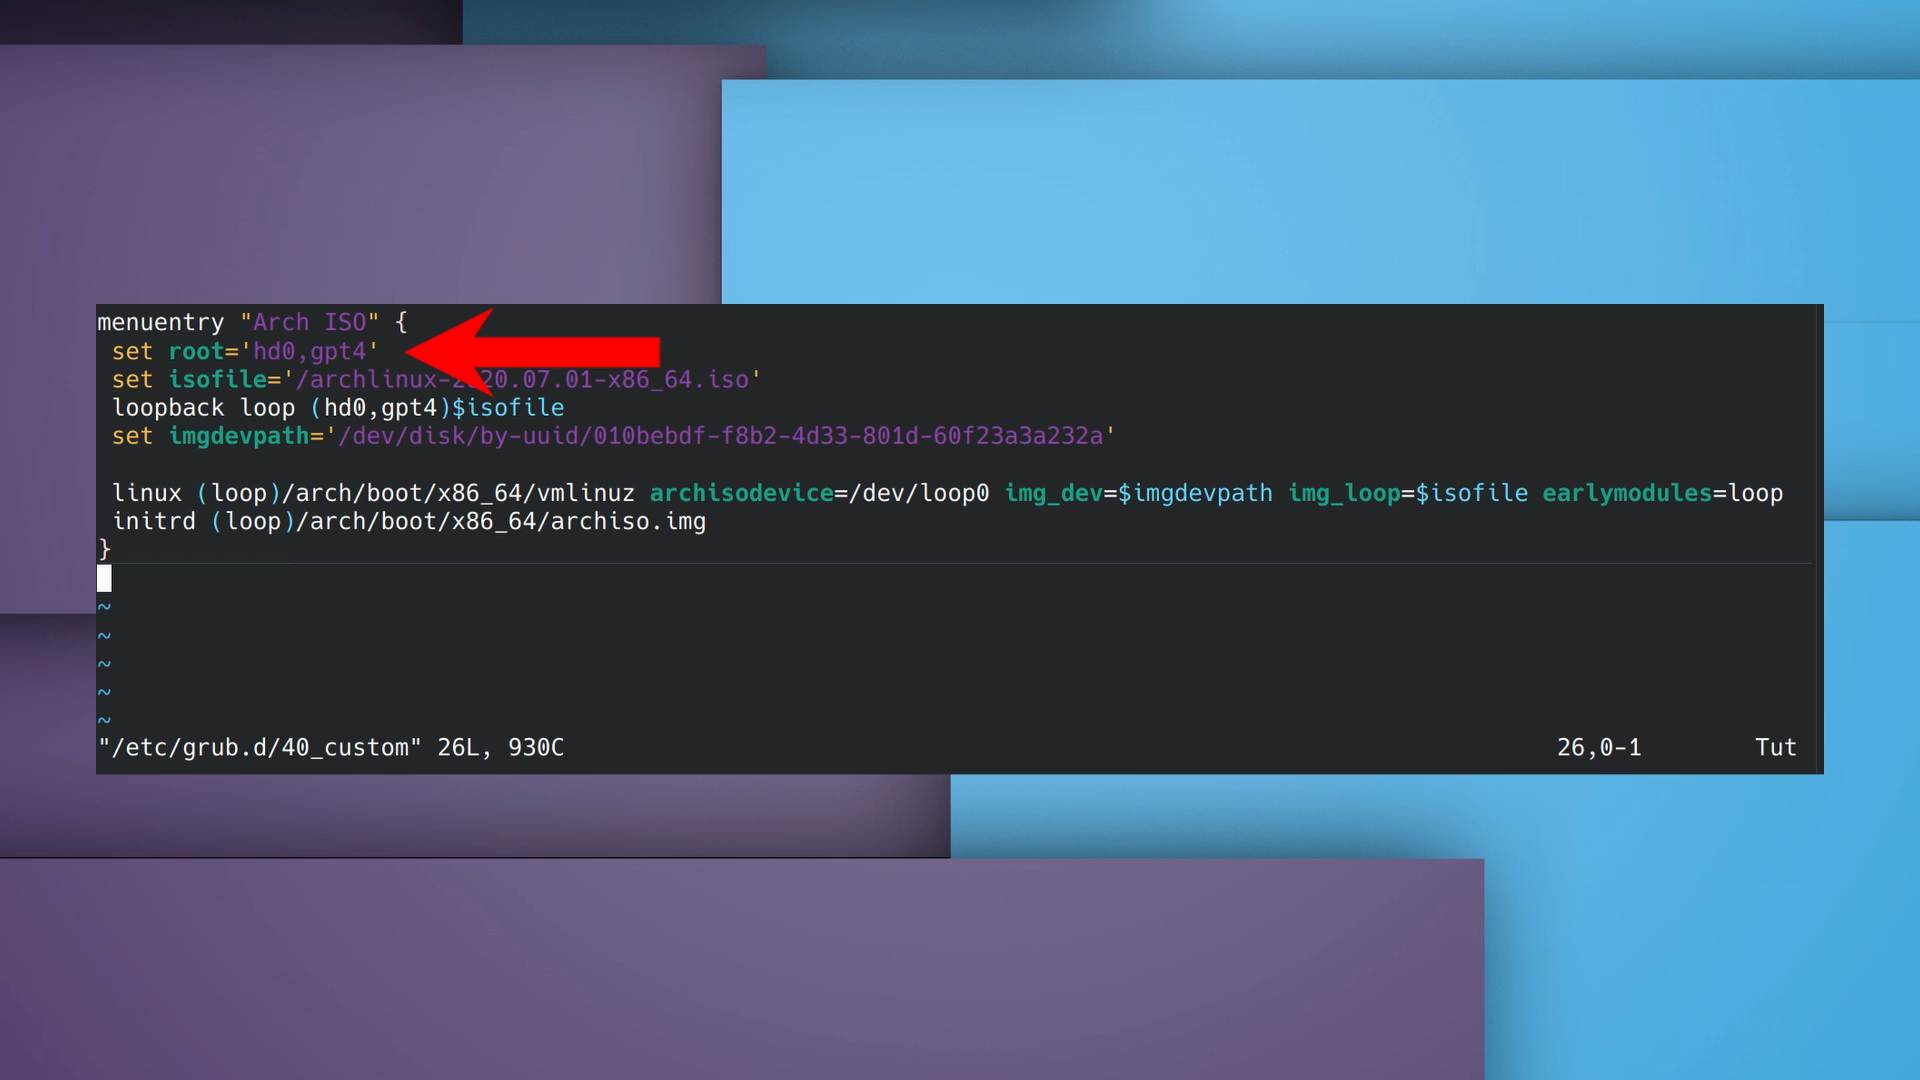 menuentry "Arch ISO" {
set root='hd0,gpt4'
set isofile='/archlinux-2020.07.01-x86_64.iso'
loopback loop (hd0,gpt4)$isofile
set imgdevpath='/dev/disk/by-uuid/010bebdf-f8b2-4d33-801d-60f23a3a232a'
linux (loop)/arch/boot/x86_64/vmlinuz archisodevice=/dev/loop0 img_dev=$imgdevpath img_loop=$isofile earlymodules=loop
initrd (loop)/arch/boot/x86_64/archiso.img
}
~
~
~
~
~
"/etc/grub.d/40_custom" 26L, 930C 26,0-1 Tut